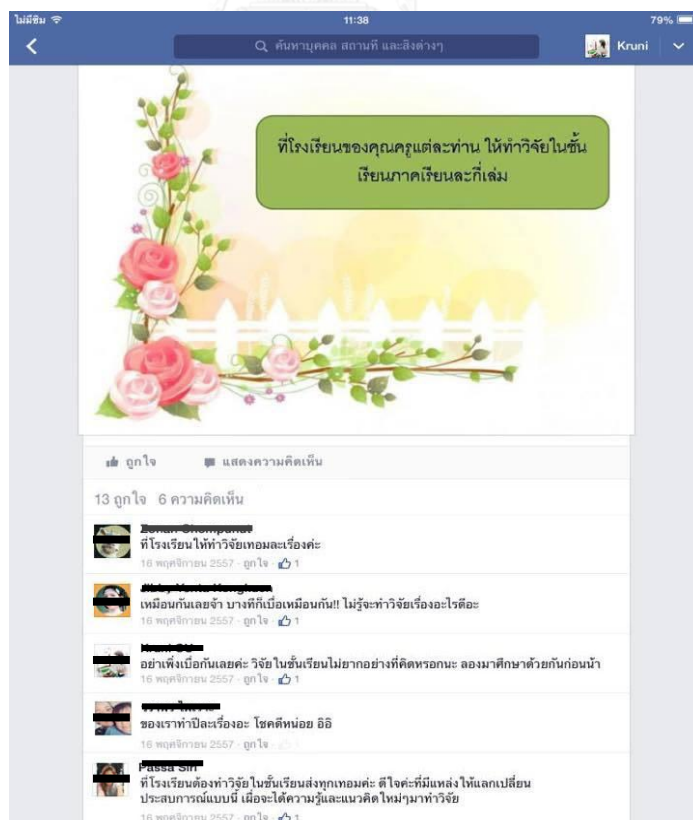 ไม่มีซิม
11:38
79%
ค้นหาบุคคล สถานที่ และสิ่งต่างๆ
Kruni
ที่โรงเรียนของคุณครูแต่ละท่าน ให้ทำวิจัยในชั้น
เรียนภาคเรียนละกี่เล่ม
ถูกใจ แสดงความคิดเห็น
13 ถูกใจ 6 ความคิดเห็น
ที่โรงเรียนให้ทำวิจัยเทอมละเรื่องค่ะ
16 พฤศจิกายน 2557 · ถูกใจ · 1
เหมือนกันเลยจ้า บางทีก็เบื่อเหมือนกัน!! ไม่รู้จะทำวิจัยเรื่องอะไรดีอะ
16 พฤศจิกายน 2557 · ถูกใจ · 1
อย่าเพิ่งเบื่อกันเลยค่ะ วิจัยในชั้นเรียนไม่ยากอย่างที่คิดหรอกนะ ลองมาศึกษาด้วยกันก่อนน้า
16 พฤศจิกายน 2557 · ถูกใจ · 1
ของเราทำปีละเรื่องอะ โชคดีหน่อย อิอิ
16 พฤศจิกายน 2557 · ถูกใจ ·
ที่โรงเรียนต้องทำวิจัยในชั้นเรียนส่งทุกเทอมค่ะ ดีใจค่ะที่มีแหล่งให้แลกเปลี่ยน
ประสบการณ์แบบนี้ เผื่อจะได้ความรู้และแนวคิดใหม่ๆมาทำวิจัย
16 พฤศจิกายน 2557 · ถูกใจ · 1